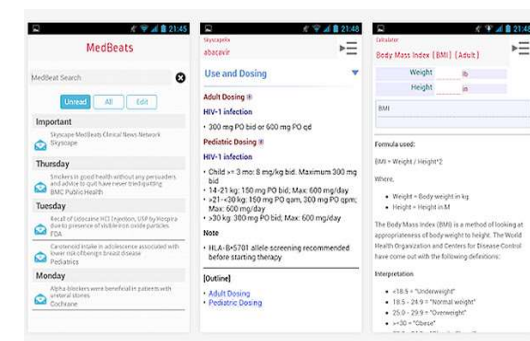 21:45
MedBeats
MedBeat Search
Unread
All
Edit
Important
Skyscape MedBeats Clinical News Network
Skyscape
Thursday
Smokers in good health without any persuaders
and advice to quit have never tried quitting
BMC Public Health
Tuesday
Recall of Lidocaine HCI Injection, USP by Hospira
due to presence of visible iron oxide particles
FDA
Carotenoid intake in adolescence associated with
lower risk of benign breast disease
Pediatrics
Monday
Alpha-blockers were beneficial in patients with
ureteral stones
Cochrane
21:48
abacavir
Use and Dosing
Adult Dosing
HIV-1 infection
• 300 mg PO bid or 600 mg PO qd
Pediatric Dosing
HIV-1 infection
• Child >= 3 mo: 8 mg/kg bid. Maximum 300 mg
bid
• 14-21 kg: 150 mg PO bid; Max: 600 mg/day
• >21-<30 kg: 150 mg PO qam, 300 mg PO qpm;
Max: 600 mg/day
• >30 kg: 300 mg PO bid; Max: 600 mg/day
Note
• HLA-B*5701 allele screening recommended
before starting therapy
[Outline]
• Adult Dosing
• Pediatric Dosing
21:48
Calculator
Body Mass Index (BMI) (Adult)
Weight lb
Height in
BMI
Formula used:
BMI = Weight / Height^2
Where,
• Weight = Body weight in kg
• Height = Height in M
The Body Mass Index (BMI) is a method of looking at
appropriateness of body weight to height. The World
Health Organization and Centers for Disease Control
have come out with the following definitions:
Interpretation
• <18.5 = "Underweight"
• 18.5 - 24.9 = "Normal weight"
• 25.0 - 29.9 = "Overweight"
• >=30 = "Obese"